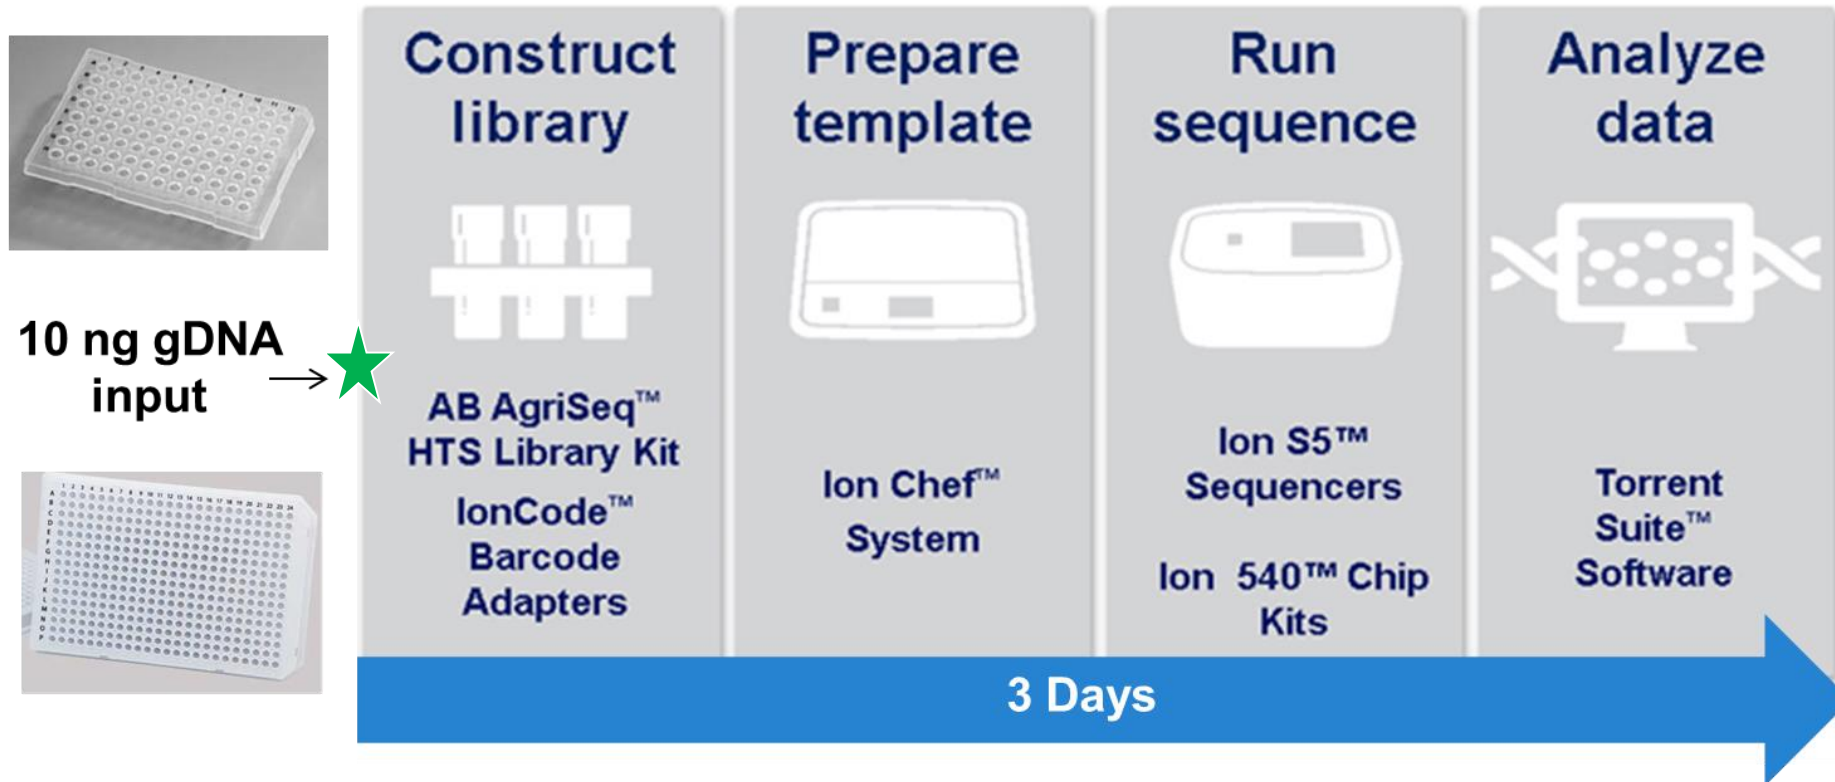 10 ng gDNA
input
Construct
library
AB AgriSeq™
HTS Library Kit
IonCode™
Barcode
Adapters
Prepare
template
Ion Chef™
System
Run
sequence
Ion S5™
Sequencers
Ion 540™ Chip
Kits
Analyze
data
Torrent
Suite™
Software
3 Days